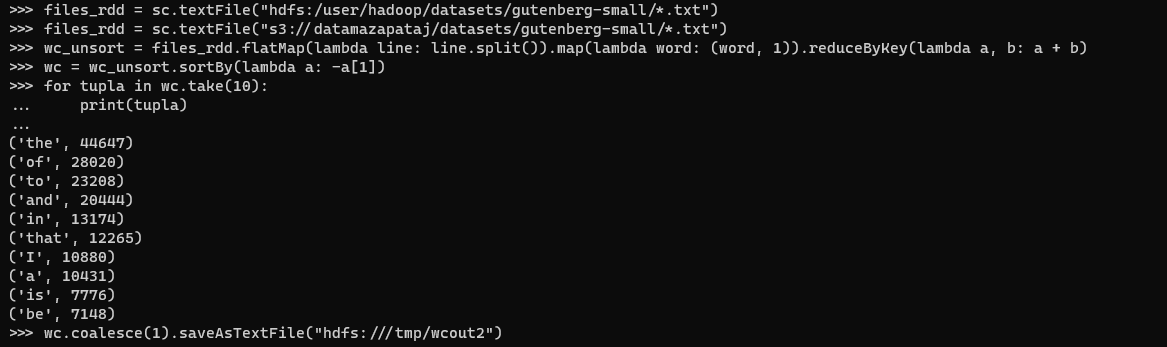 >>> files_rdd = sc.textFile("hdfs:/user/hadoop/datasets/gutenberg-small/*.txt")
>>> files_rdd = sc.textFile("s3://datamazapataj/datasets/gutenberg-small/*.txt")
>>> wc_unsort = files_rdd.flatMap(lambda line: line.split()).map(lambda word: (word, 1)).reduceByKey(lambda a, b: a + b)
>>> wc = wc_unsort.sortBy(lambda a: -a[1])
>>> for tupla in wc.take(10):
...     print(tupla)
...
('the', 44647)
('of', 28020)
('to', 23208)
('and', 20444)
('in', 13174)
('that', 12265)
('I', 10880)
('a', 10431)
('is', 7776)
('be', 7148)
>>> wc.coalesce(1).saveAsTextFile("hdfs:///tmp/wcout2")